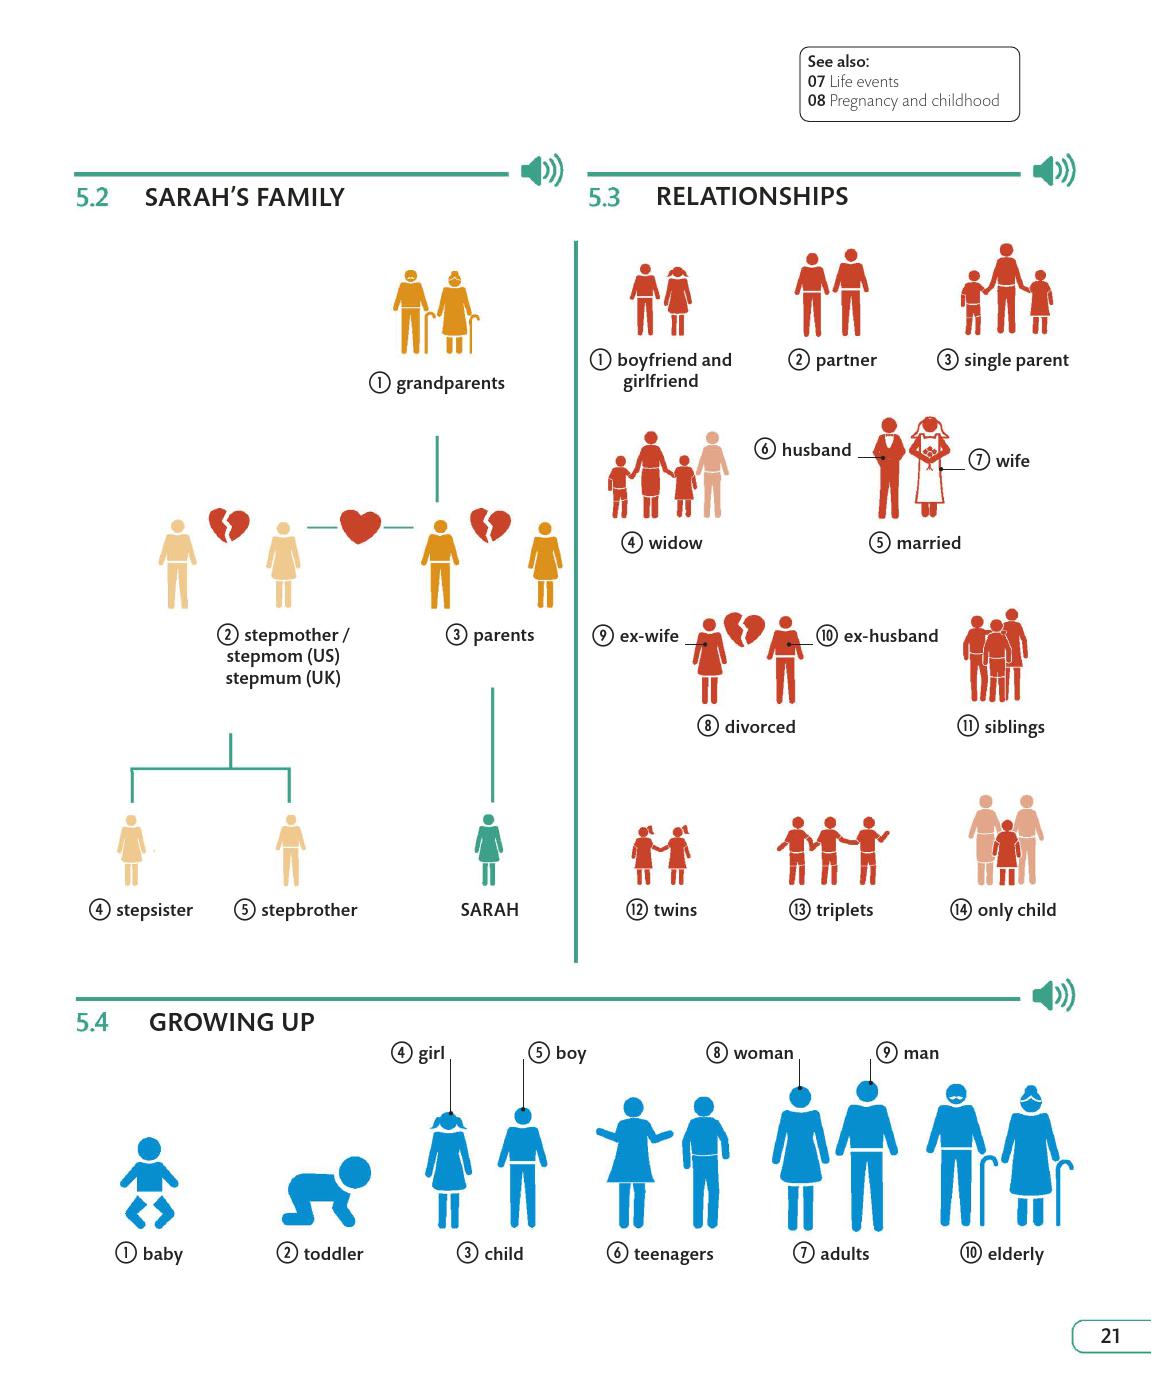 See also:
07 Life events
08 Pregnancy and childhood
5.2 SARAH'S FAMILY
1 grandparents
2 stepmother /
stepmom (US)
stepmum (UK)
3 parents
4 stepsister
5 stepbrother
SARAH
5.3 RELATIONSHIPS
1 boyfriend and
girlfriend
2 partner
3 single parent
4 widow
6 husband
7 wife
5 married
9 ex-wife
10 ex-husband
8 divorced
11 siblings
12 twins
13 triplets
14 only child
5.4 GROWING UP
4 girl
5 boy
8 woman
9 man
1 baby
2 toddler
3 child
6 teenagers
7 adults
10 elderly
21